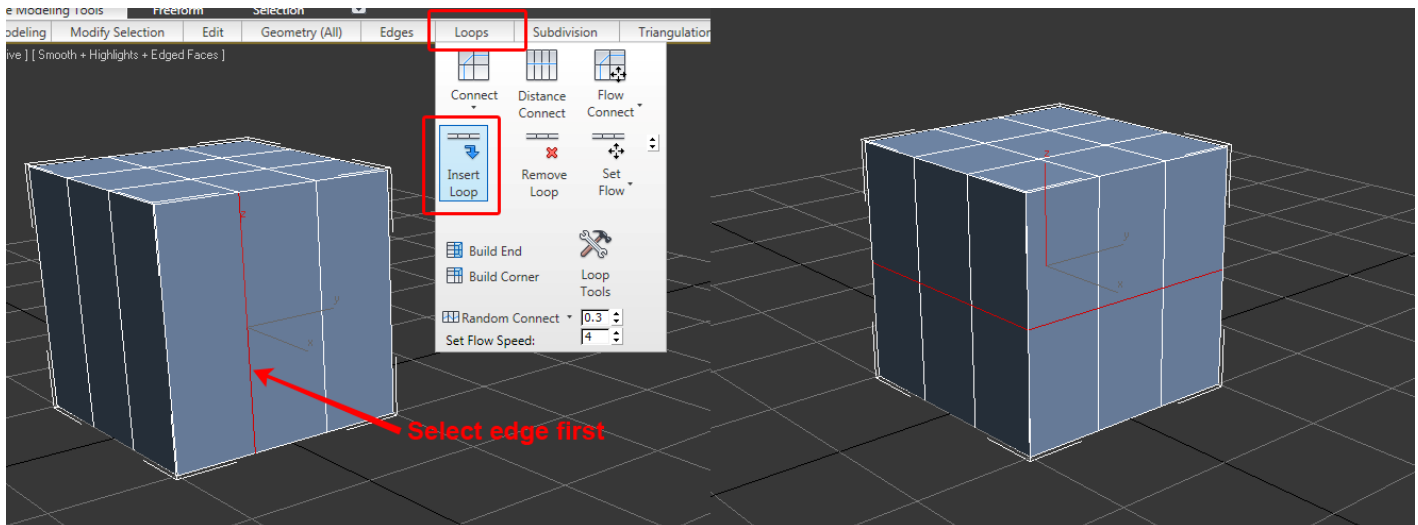 e Modeling Tools Freeform Selection
odeling Modify Selection Edit Geometry (All) Edges Loops Subdivision Triangulation
ive ] [ Smooth + Highlights + Edged Faces ]
Connect Distance Connect Flow Connect
Insert Loop Remove Loop Set Flow
Build End
Build Corner Loop Tools
Random Connect 0.3
Set Flow Speed: 4
z
y
x
Select edge first
z
y
x